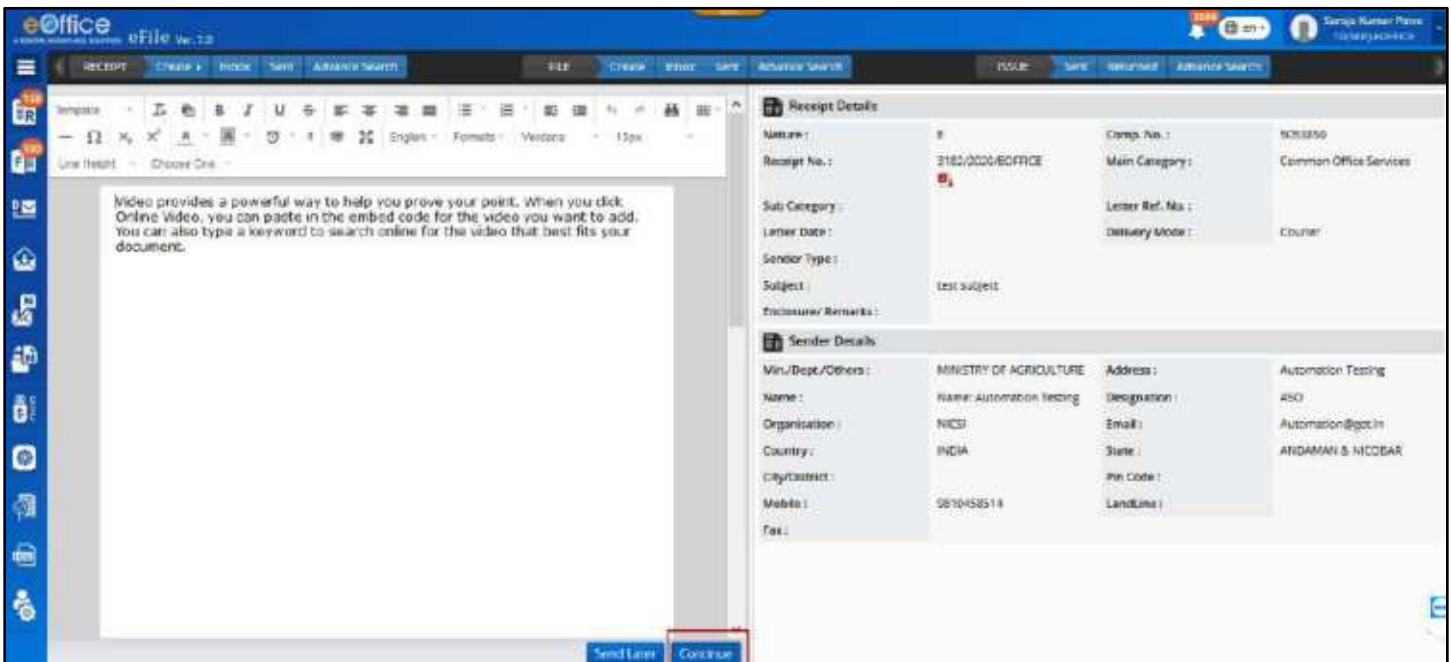 eOffice
eFile Ver.7.0
en
Saroja Kumar
RECEIPT Create Inbox Sent Advance Search FILE Create Inbox Sent Advance Search ISSUE Sent Returned Advance Search
Template
English Formats Verdana 13px
Line Height Choose One
Video provides a powerful way to help you prove your point. When you click
Online Video, you can paste in the embed code for the video you want to add.
You can also type a keyword to search online for the video that best fits your
document.
Send Later Continue
Receipt Details
Nature : E Comp. No. :
Receipt No. : 3182/2020/EOFFICE Main Category : Common Office Services
Sub Category : Letter Ref. No. :
Letter Date : Delivery Mode : Courier
Sender Type :
Subject : test subject
Enclosure/ Remarks :
Sender Details
Min./Dept./Others : MINISTRY OF AGRICULTURE Address : Automation Testing
Name : Name: Automation Testing Designation : ASO
Organisation : NICSI Email :
Country : INDIA State : ANDAMAN & NICOBAR
City/District : Pin Code :
Mobile : 9810458514 LandLine :
Fax :